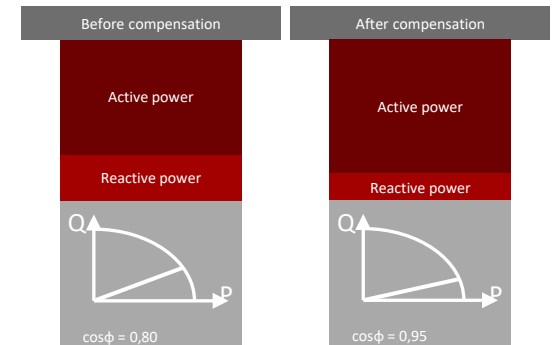 Before compensation
Active power
Reactive power
Q
P
cosϕ = 0,80
After compensation
Active power
Reactive power
Q
P
cosϕ = 0,95